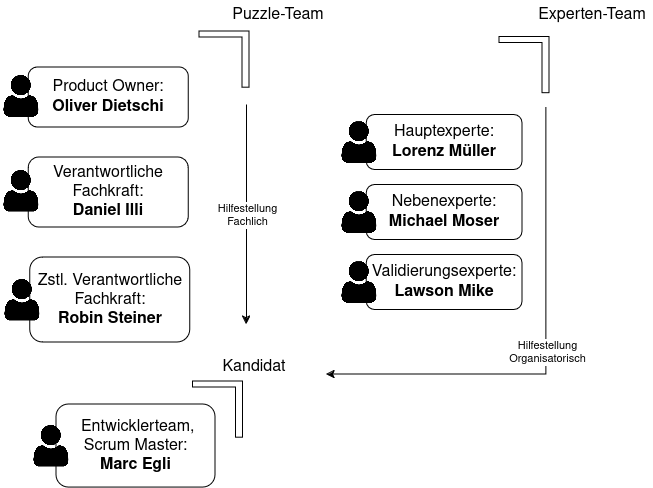 Puzzle-Team
Experten-Team
Product Owner:
Oliver Dietschi
Verantwortliche
Fachkraft:
Daniel Illi
Zstl. Verantwortliche
Fachkraft:
Robin Steiner
Hilfestellung
Fachlich
Hauptexperte:
Lorenz Müller
Nebenexperte:
Michael Moser
Validierungsexperte:
Lawson Mike
Hilfestellung
Organisatorisch
Kandidat
Entwicklerteam,
Scrum Master:
Marc Egli